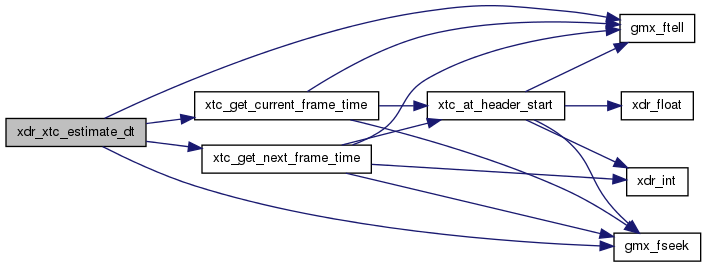 xdr_xtc_estimate_dt
xtc_get_current_frame_time
xtc_get_next_frame_time
xtc_at_header_start
gmx_ftell
xdr_float
xdr_int
gmx_fseek